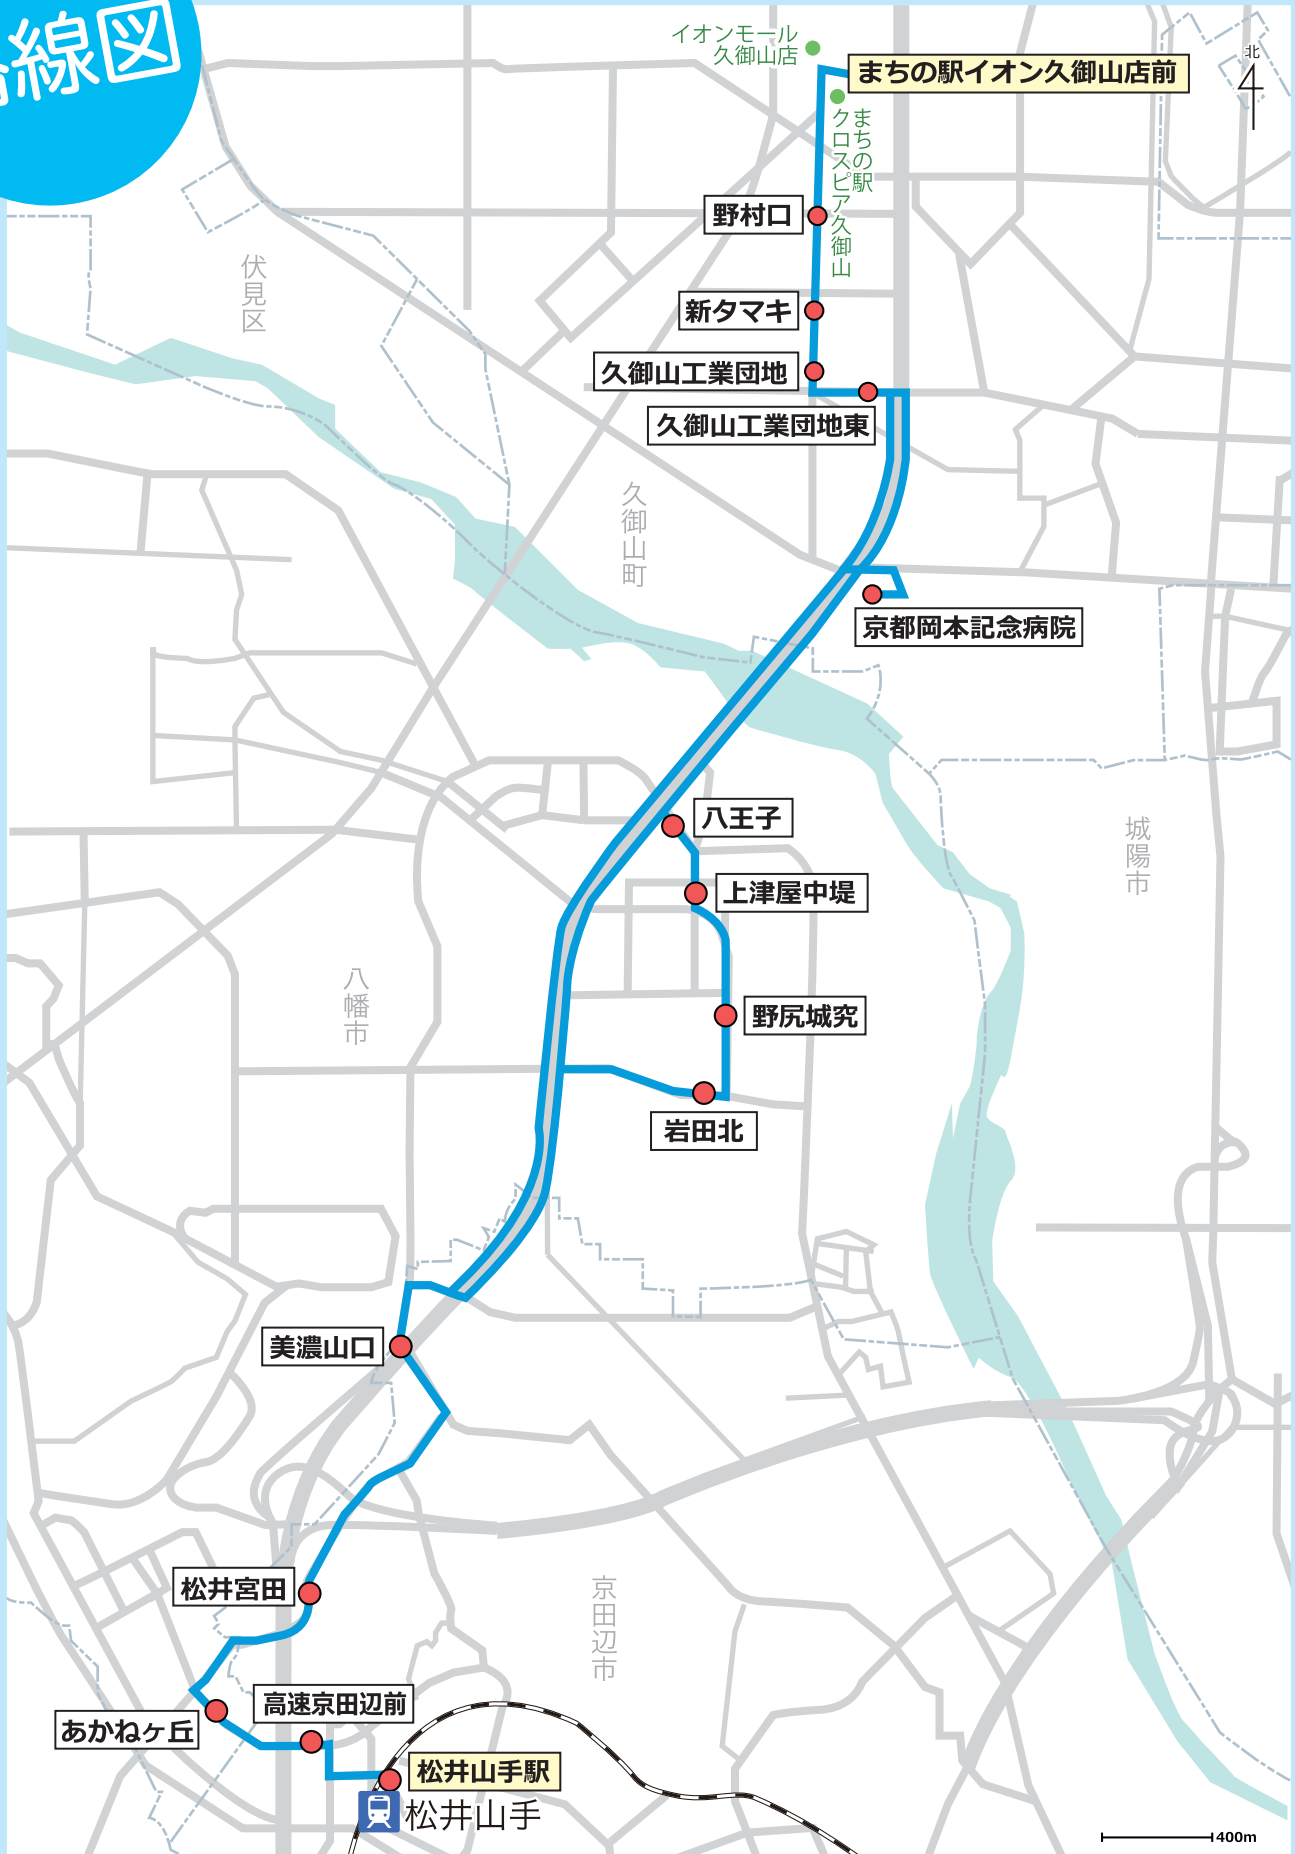 線図
イオンモール
久御山店
まちの駅イオン久御山店前
北
まちの駅
クロスピア久御山
野村口
伏見区
新タマキ
久御山工業団地
久御山工業団地東
久御山町
京都岡本記念病院
八王子
城陽市
上津屋中堤
八幡市
野尻城究
岩田北
美濃山口
松井宮田
京田辺市
高速京田辺前
あかねヶ丘
松井山手駅
松井山手
400m